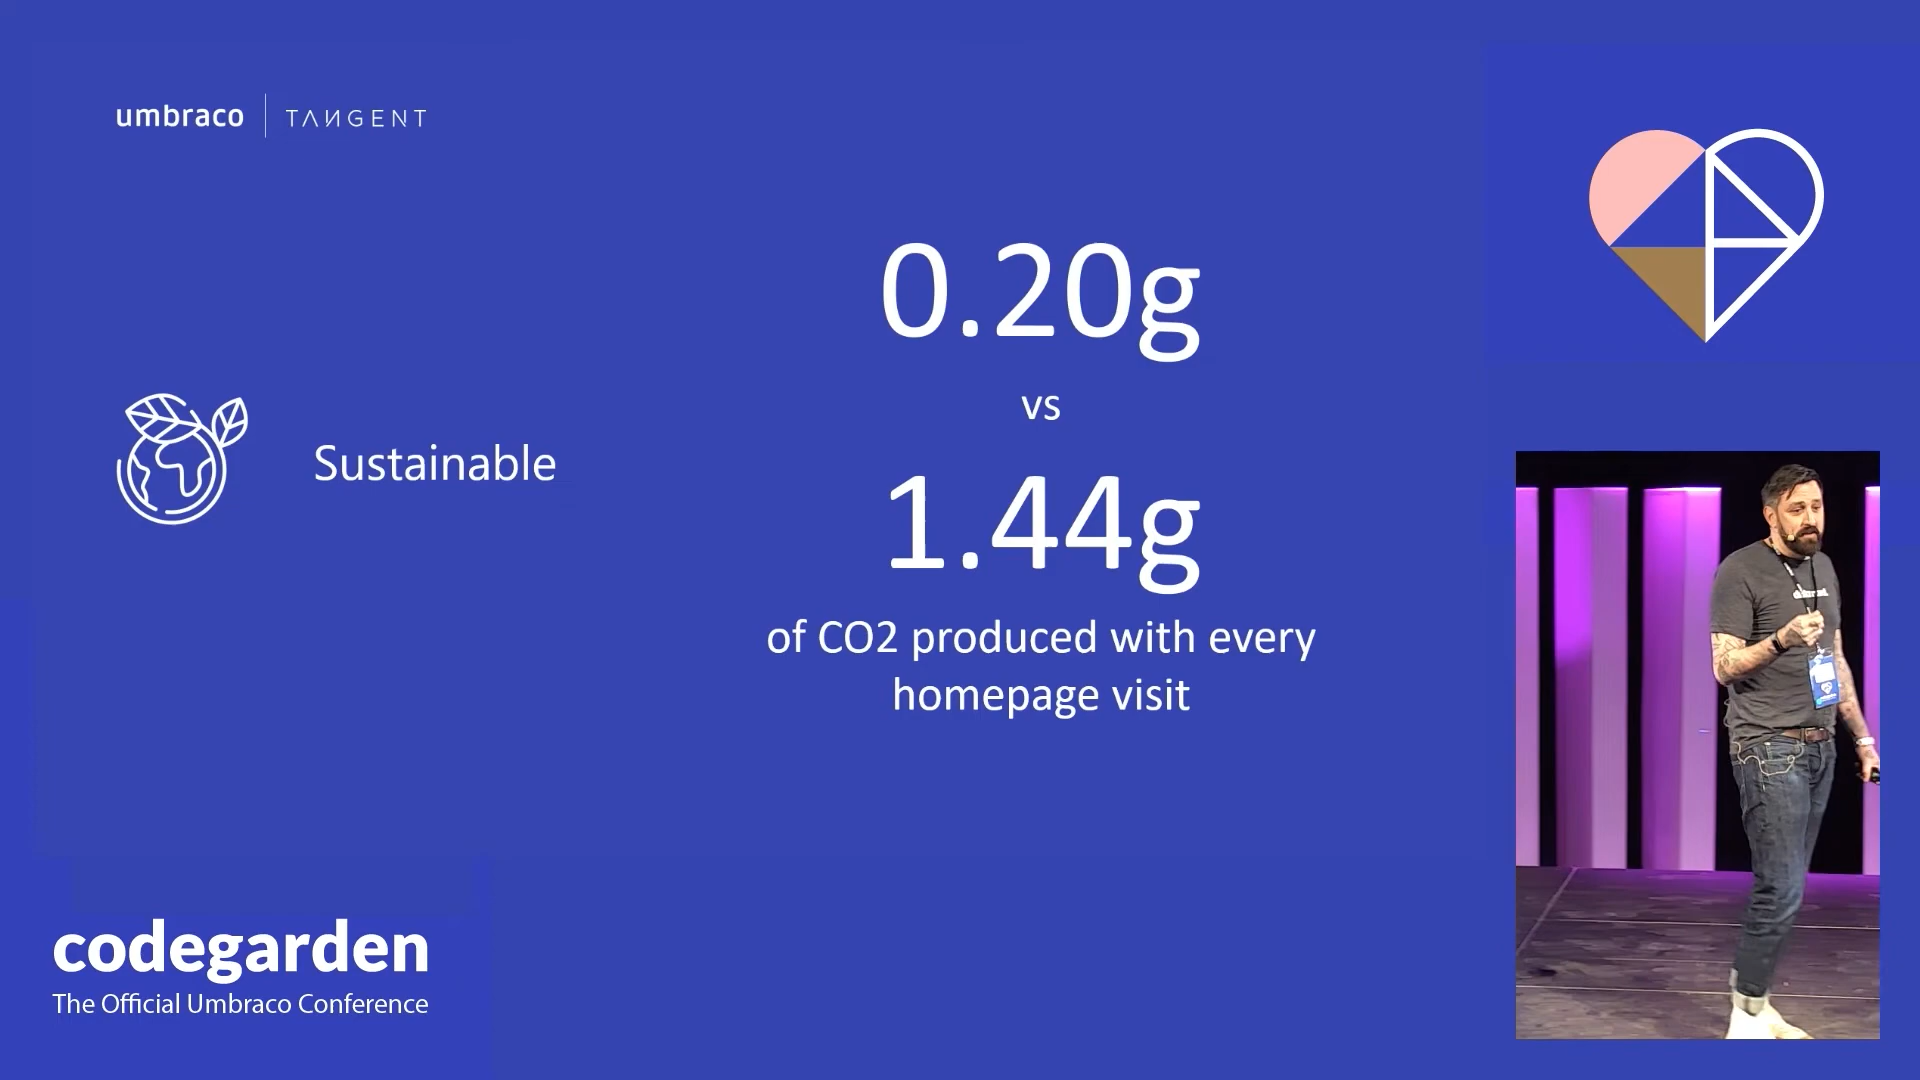 umbraco
TANGENT
0.20g
vs
1.44g
of CO2 produced with every
homepage visit
Sustainable
codegarden
The Official Umbraco Conference